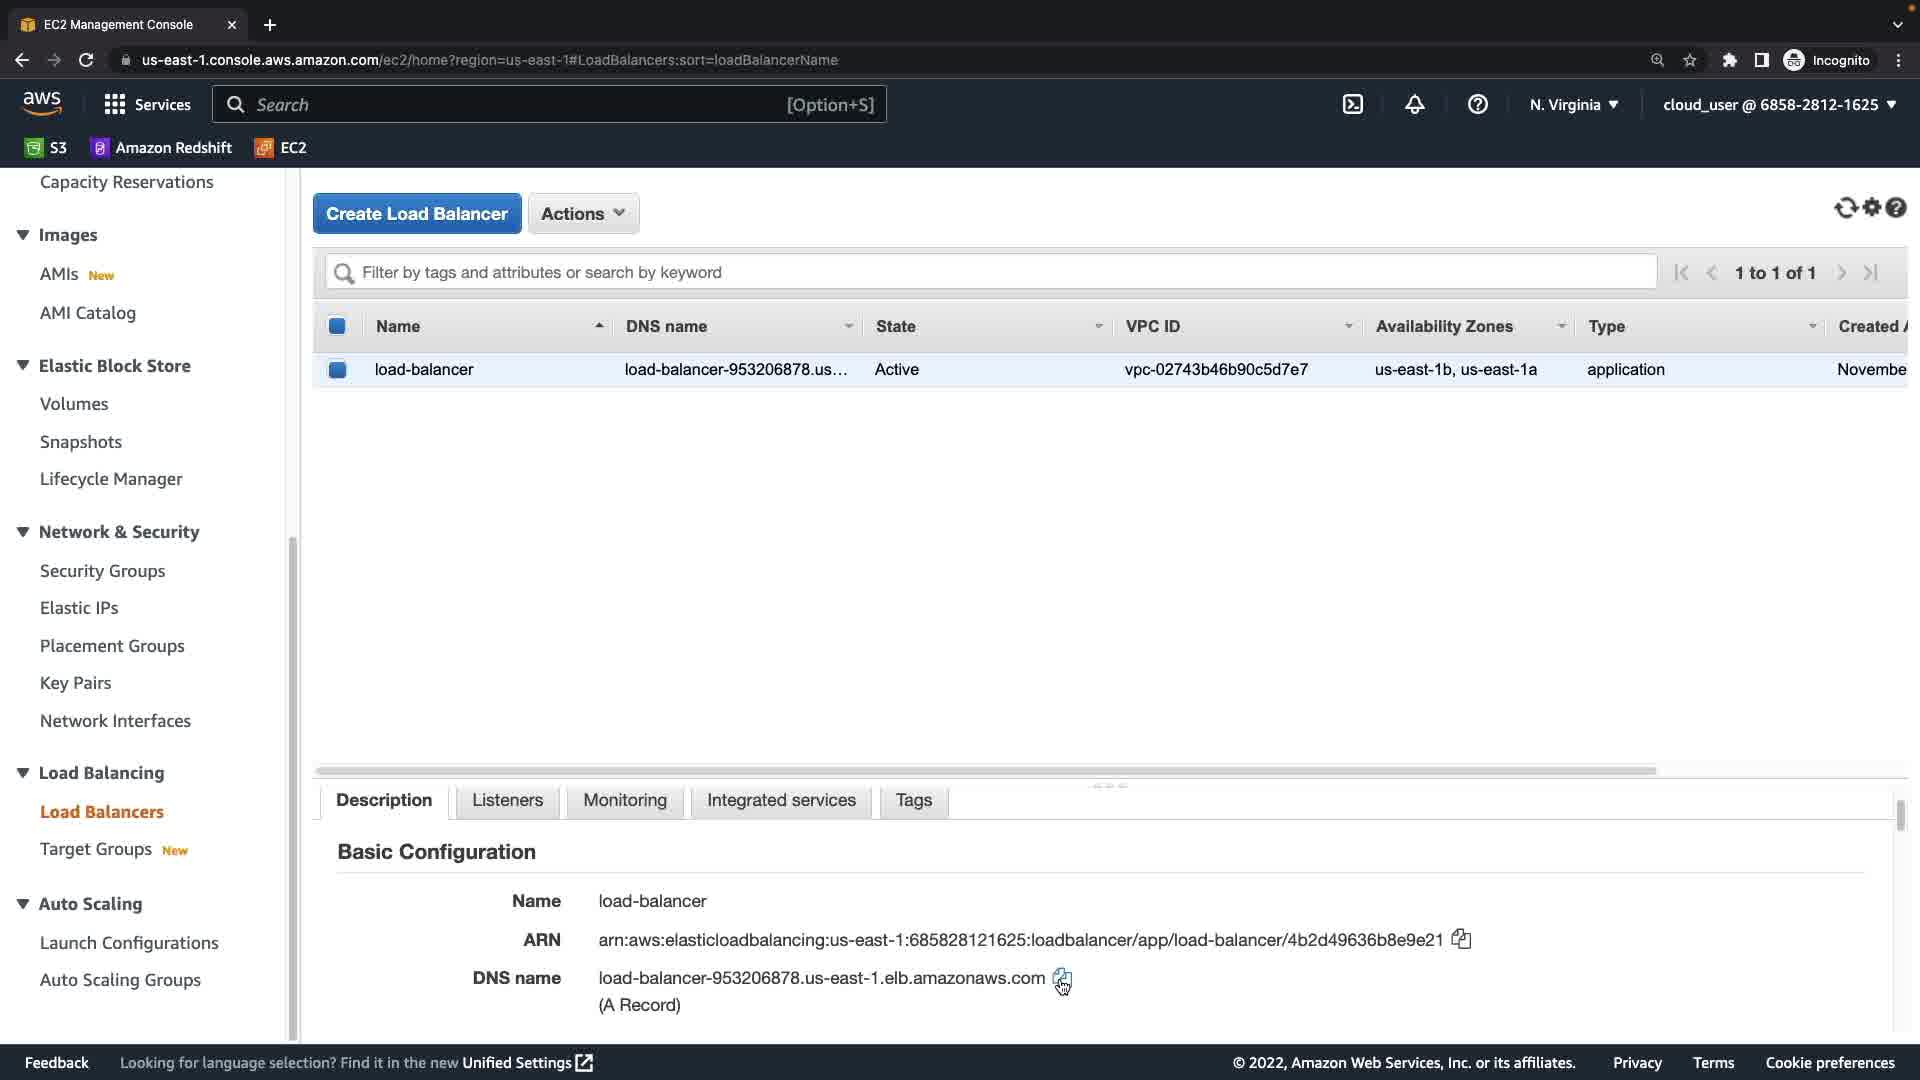 EC2 Management Console
us-east-1.console.aws.amazon.com/ec2/home?region=us-east-1#LoadBalancers:sort=loadBalancerName
Incognito
aws
Services
Search
[Option+S]
N. Virginia
cloud_user @ 6858-2812-1625
S3
Amazon Redshift
EC2
Capacity Reservations
Images
AMIs New
AMI Catalog
Elastic Block Store
Volumes
Snapshots
Lifecycle Manager
Network & Security
Security Groups
Elastic IPs
Placement Groups
Key Pairs
Network Interfaces
Load Balancing
Load Balancers
Target Groups New
Auto Scaling
Launch Configurations
Auto Scaling Groups
Create Load Balancer
Actions
Filter by tags and attributes or search by keyword
1 to 1 of 1
Name DNS name State VPC ID Availability Zones Type Created A
load-balancer load-balancer-953206878.us... Active vpc-02743b46b90c5d7e7 us-east-1b, us-east-1a application Novembe
Description Listeners Monitoring Integrated services Tags
Basic Configuration
Name load-balancer
ARN arn:aws:elasticloadbalancing:us-east-1:685828121625:loadbalancer/app/load-balancer/4b2d49636b8e9e21
DNS name load-balancer-953206878.us-east-1.elb.amazonaws.com
(A Record)
Feedback Looking for language selection? Find it in the new Unified Settings © 2022, Amazon Web Services, Inc. or its affiliates. Privacy Terms Cookie preferences